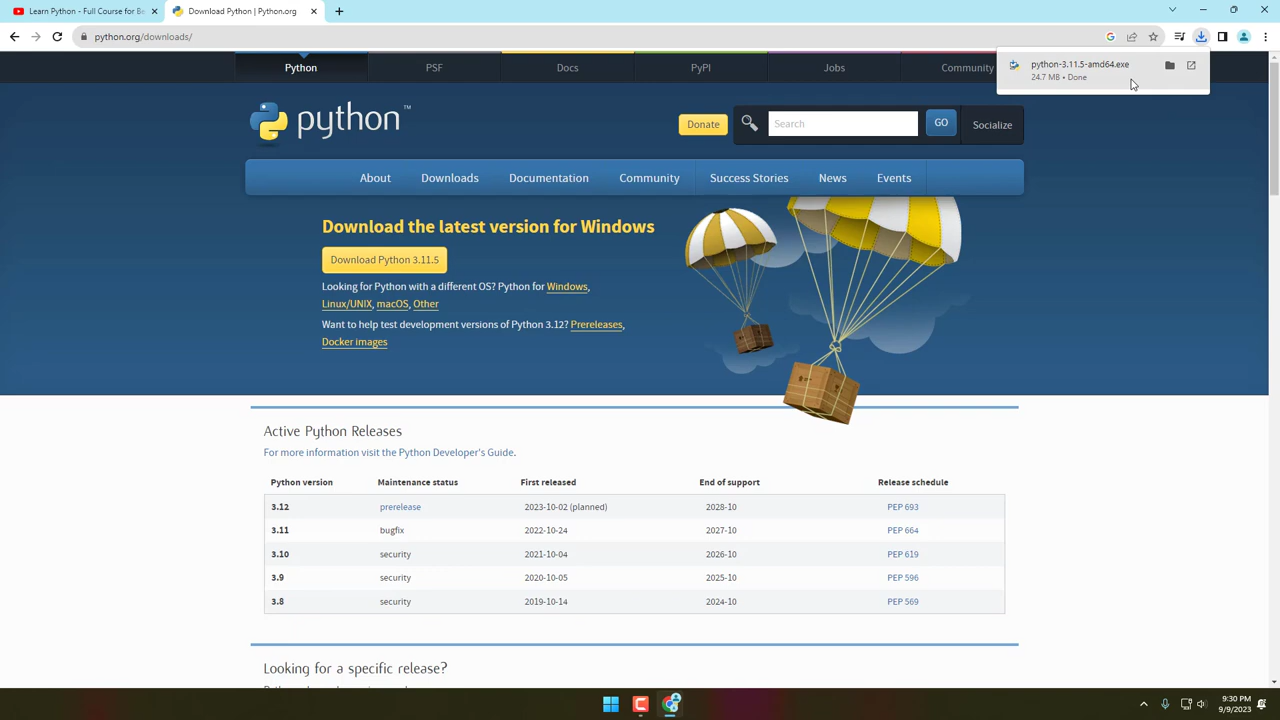 Learn Python - Full Course for Be
Download Python | Python.org
python.org/downloads/
python-3.11.5-amd64.exe
24.7 MB • Done
Python
PSF
Docs
PyPI
Jobs
Community
python™
Donate
Search
GO
Socialize
About
Downloads
Documentation
Community
Success Stories
News
Events
Download the latest version for Windows
Download Python 3.11.5
Looking for Python with a different OS? Python for Windows,
Linux/UNIX, macOS, Other
Want to help test development versions of Python 3.12? Prereleases,
Docker images
Active Python Releases
For more information visit the Python Developer's Guide.
Python version Maintenance status First released End of support Release schedule
3.12 prerelease 2023-10-02 (planned) 2028-10 PEP 693
3.11 bugfix 2022-10-24 2027-10 PEP 664
3.10 security 2021-10-04 2026-10 PEP 619
3.9 security 2020-10-05 2025-10 PEP 596
3.8 security 2019-10-14 2024-10 PEP 569
Looking for a specific release?
9:30 PM
9/9/2023